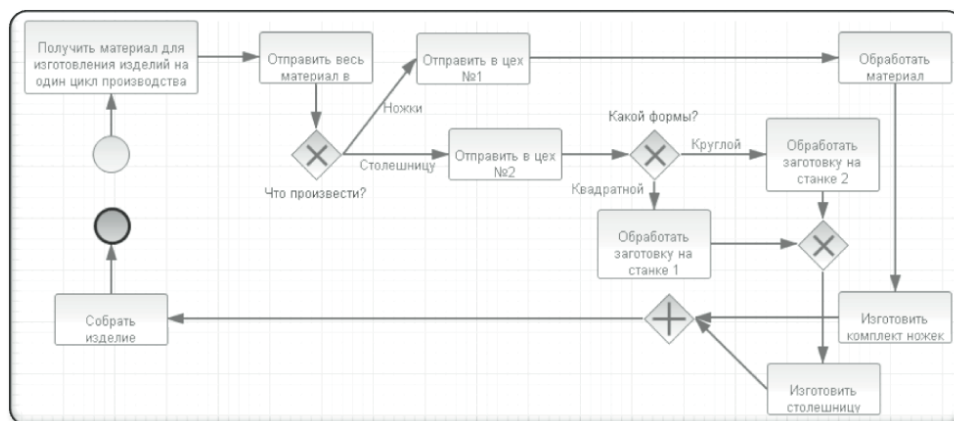 Получить материал для
изготовления изделий на
один цикл производства
Отправить весь
материал в
Отправить в цех
№1
Обработать
материал
Ножки
Какой формы?
Столешницу
Отправить в цех
№2
Круглой
Обработать
заготовку на
станке 2
Что произвести?
Квадратной
Обработать
заготовку на
станке 1
Собрать
изделие
Изготовить
комплект ножек
Изготовить
столешницу